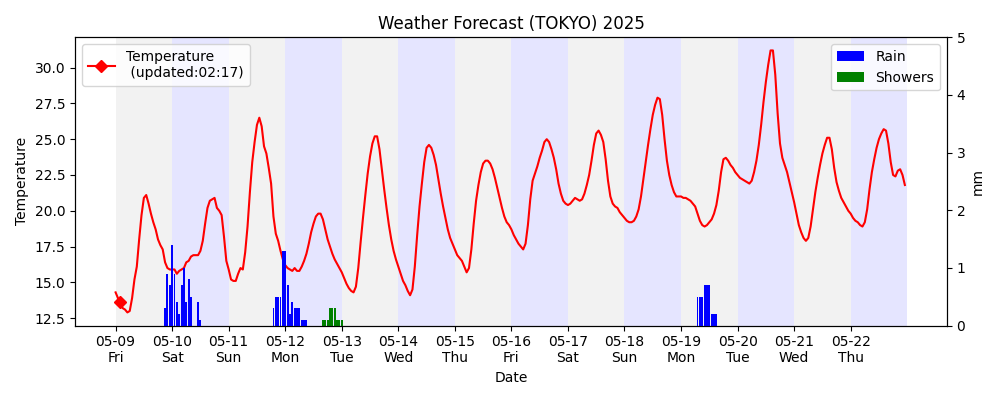 Weather Forecast (TOKYO) 2025
Temperature
(updated:02:17)
Rain
Showers
30.0
27.5
25.0
22.5
20.0
17.5
15.0
12.5
Temperature
5
4
3
2
1
0
mm
05-09 05-10 05-11 05-12 05-13 05-14 05-15 05-16 05-17 05-18 05-19 05-20 05-21 05-22
Fri Sat Sun Mon Tue Wed Thu Fri Sat Sun Mon Tue Wed Thu
Date